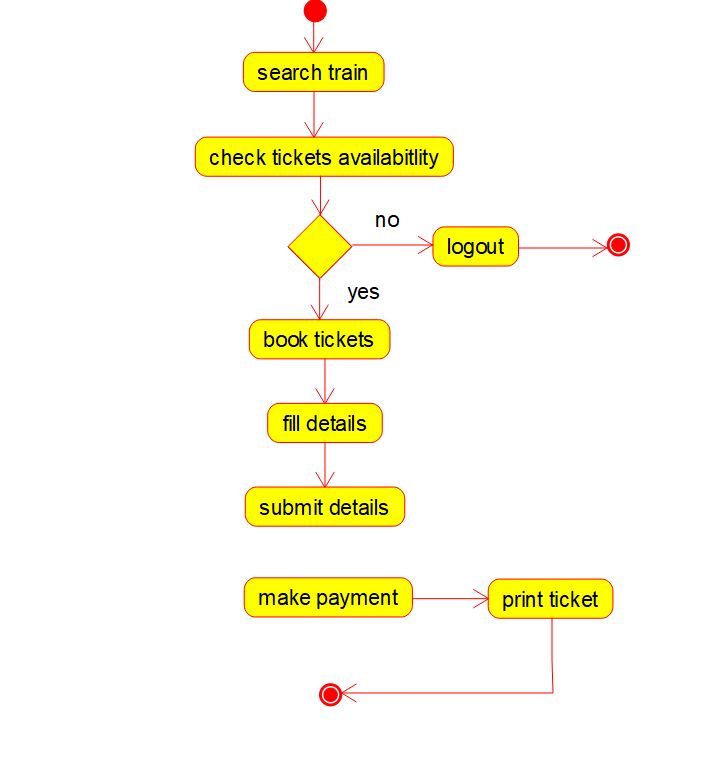 search train
check tickets availabitlity
no
logout
yes
book tickets
fill details
submit details
make payment
print ticket